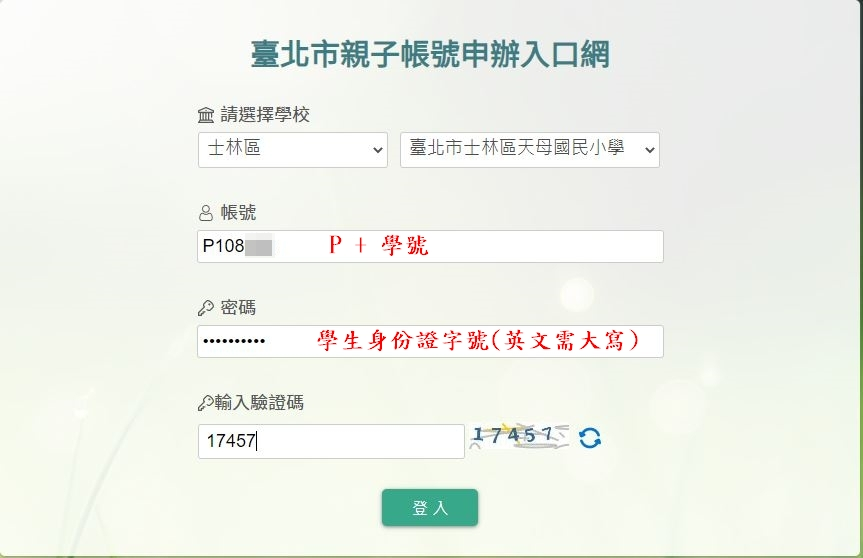 臺北市親子帳號申辦入口網
請選擇學校
士林區 臺北市士林區天母國民小學
帳號
P108 P + 學號
密碼
•••••••••• 學生身份證字號(英文需大寫)
輸入驗證碼
17457 17457
登入